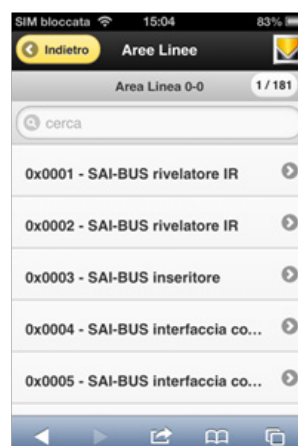 SIM bloccata 15:04 83%
Indietro Aree Linee
Area Linea 0-0 1 / 181
cerca
0x0001 - SAI-BUS rivelatore IR
0x0002 - SAI-BUS rivelatore IR
0x0003 - SAI-BUS inseritore
0x0004 - SAI-BUS interfaccia co...
0x0005 - SAI-BUS interfaccia co...